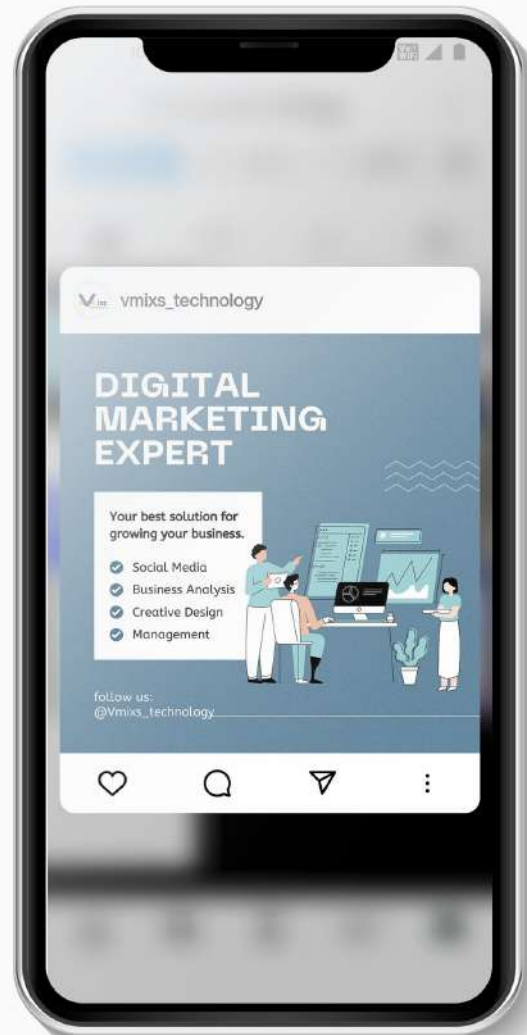 vmixs_technology
DIGITAL
MARKETING
EXPERT
Your best solution for
growing your business.
Social Media
Business Analysis
Creative Design
Management
follow us:
@Vmixs_technology